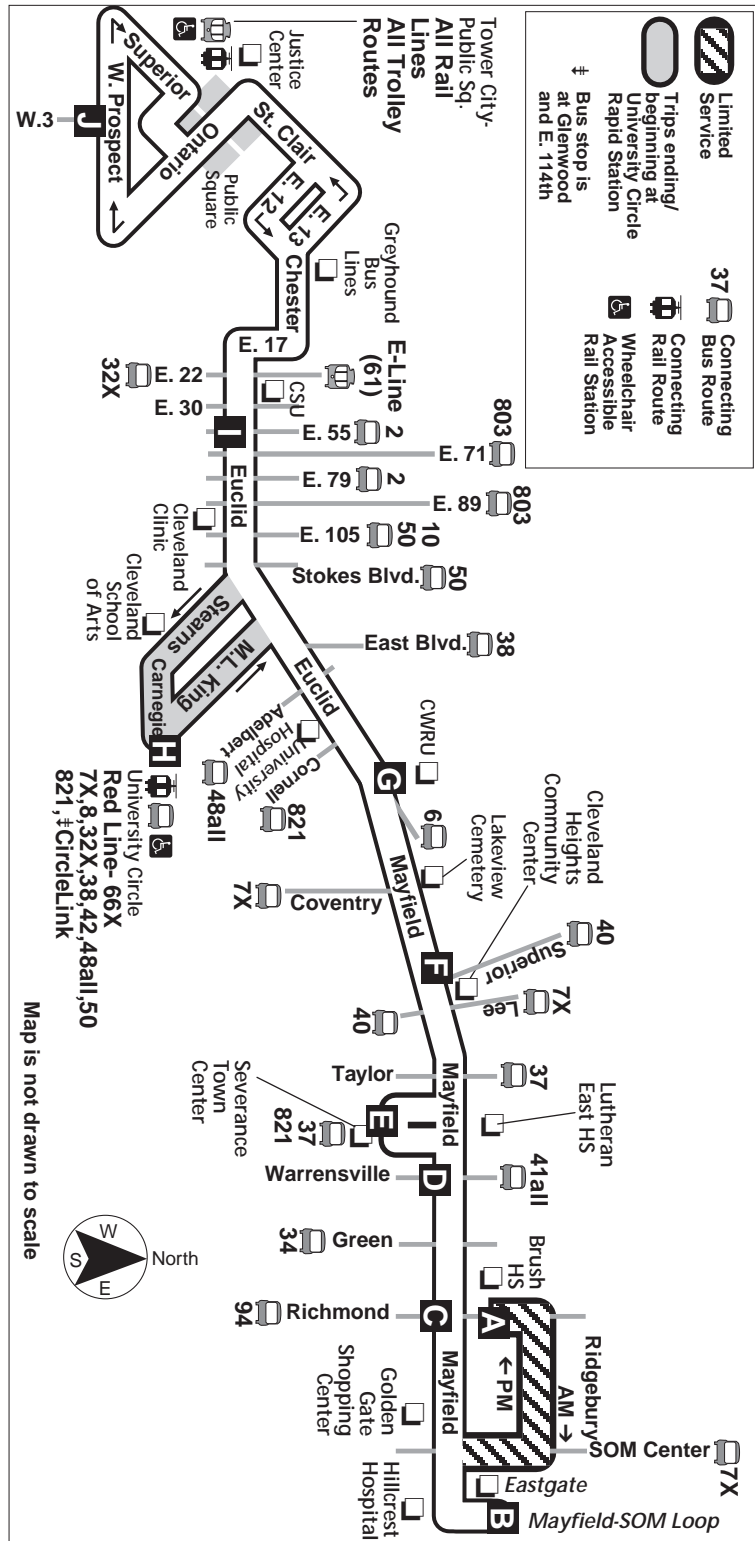 Limited
Service
Trips ending/
beginning at
University Circle
Rapid Station
‡ Bus stop is
at Glenwood
and E. 114th
37 Connecting
Bus Route
Connecting
Rail Route
Wheelchair
Accessible
Rail Station
Tower City-
Public Sq.
All Rail
Lines
All Trolley
Routes
Justice
Center
Superior
W. Prospect
Ontario
J
W.3
St. Clair
Public
Square
E. 12
E. 13
Greyhound
Bus
Lines
Chester
E. 17
E-Line
(61)
E. 22
32X
CSU
E. 30
I
E. 55 2
803
E. 71
E. 79 2
803
E. 89
Euclid
10
E. 105 50
Cleveland
Clinic
Stokes Blvd. 50
Cleveland
School
of Arts
Stearns
M.L. King
Carnegie
H
University Circle
Red Line- 66X
7X,8,32X,38,42,48all,50
821,‡CircleLink
East Blvd. 38
Euclid
University
Hospital
Adelbert
48all
Cornell
821
CWRU
G
6
Lakeview
Cemetery
Cleveland
Heights
Community
Center
Mayfield
Coventry
7X
F
40
Superior
7X
Lee
40
Taylor
37
Mayfield
E
Severance
Town
Center
37
821
Lutheran
East HS
Warrensville
D
41all
Green
34
Brush
HS
A
Richmond
94
C
Mayfield
Ridgebury
AM →
← PM
Golden
Gate
Shopping
Center
SOM Center
7X
Eastgate
Hillcrest
Hospital
B
Mayfield-SOM Loop
Map is not drawn to scale
W
S
E
North